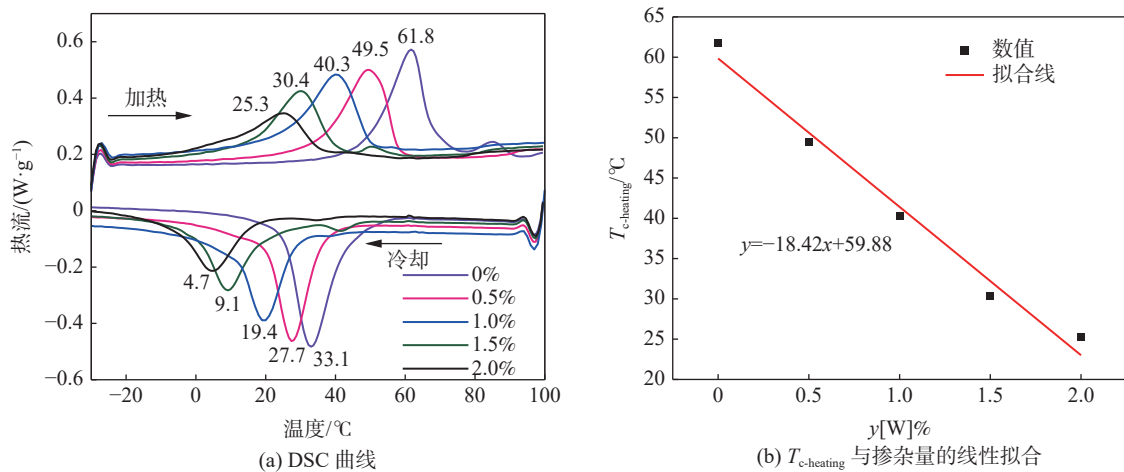 0.6
0.4
0.2
0
−0.2
−0.4
−0.6
热流/(W·g⁻¹)
61.8
49.5
40.3
30.4
25.3
加热
冷却
4.7
9.1
19.4
27.7
33.1
0%
0.5%
1.0%
1.5%
2.0%
−20 0 20 40 60 80 100
温度/℃
(a) DSC 曲线
65
60
55
50
45
40
35
30
25
20
T_c-heating/℃
数值
拟合线
y=−18.42x+59.88
0 0.5 1.0 1.5 2.0
y[W]%
(b) T_c-heating 与掺杂量的线性拟合